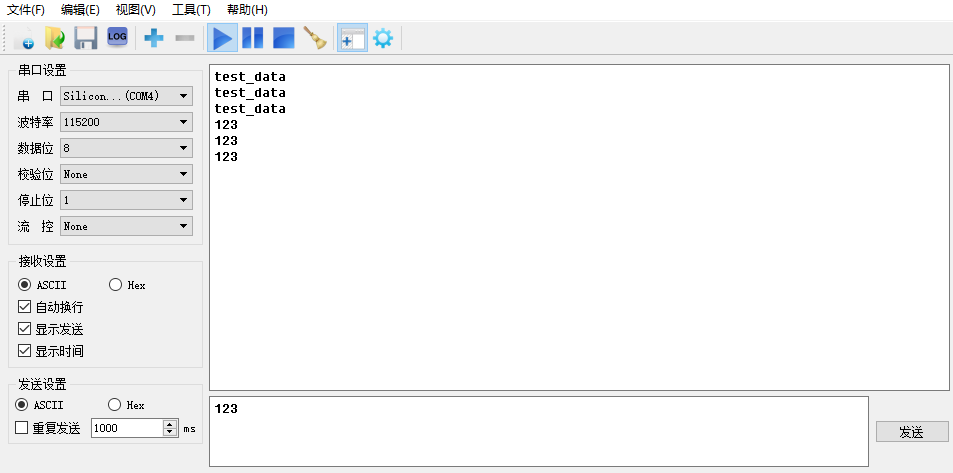 文件(F) 编辑(E) 视图(V) 工具(T) 帮助(H)
LOG
串口设置
串 口 Silicon...(COM4)
波特率 115200
数据位 8
校验位 None
停止位 1
流 控 None
接收设置
ASCII Hex
自动换行
显示发送
显示时间
发送设置
ASCII Hex
重复发送 1000 ms
test_data
test_data
test_data
123
123
123
123
发送